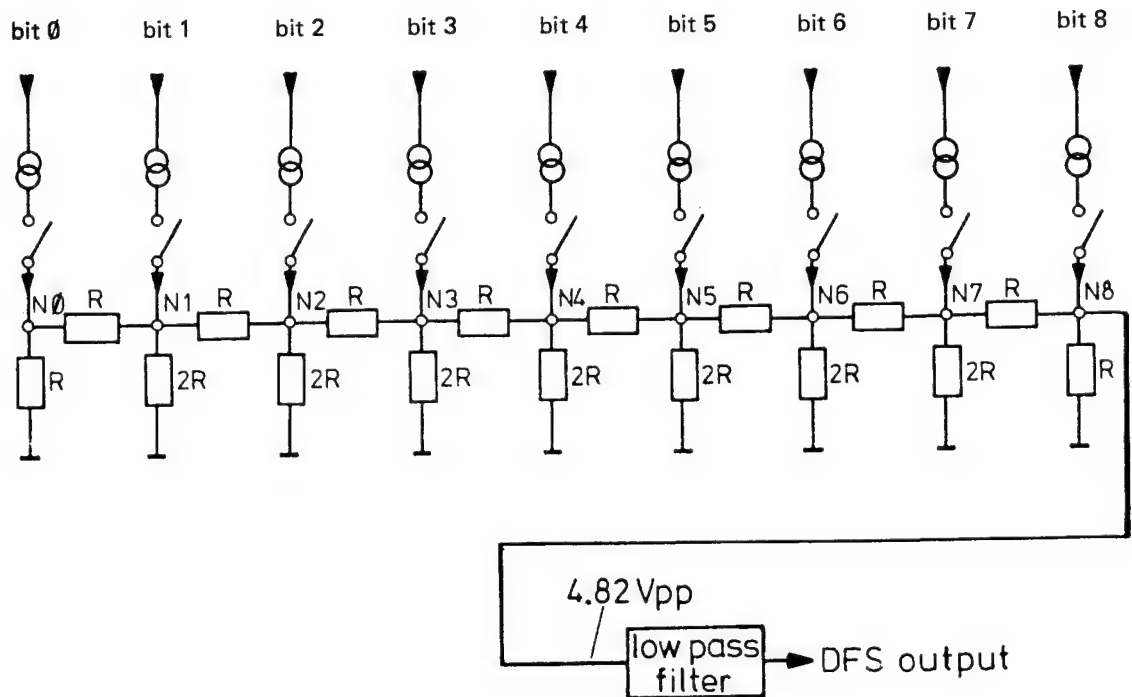 bit 0 bit 1 bit 2 bit 3 bit 4 bit 5 bit 6 bit 7 bit 8
N0 R N1 R N2 R N3 R N4 R N5 R N6 R N7 R N8
R 2R 2R 2R 2R 2R 2R 2R R
4.82 Vpp
low pass
filter
DFS output